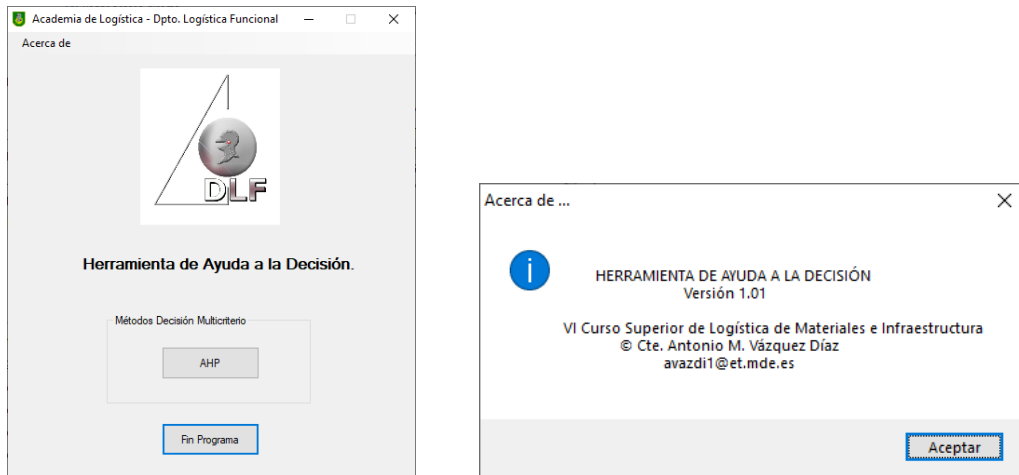 Academia de Logística - Dpto. Logística Funcional
Acerca de
DLF
Herramienta de Ayuda a la Decisión.
Métodos Decisión Multicriterio
AHP
Fin Programa
Acerca de ...
HERRAMIENTA DE AYUDA A LA DECISIÓN
Versión 1.01
VI Curso Superior de Logística de Materiales e Infraestructura
© Cte. Antonio M. Vázquez Díaz
avazdi1@et.mde.es
Aceptar